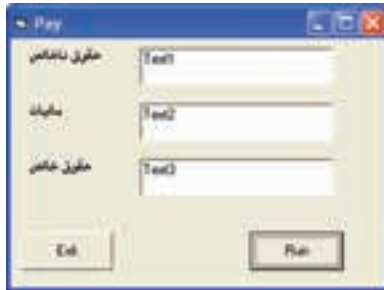 Pay
حقوق ناخالص
Text1
مالیات
Text2
حقوق خالص
Text3
Exit
Run